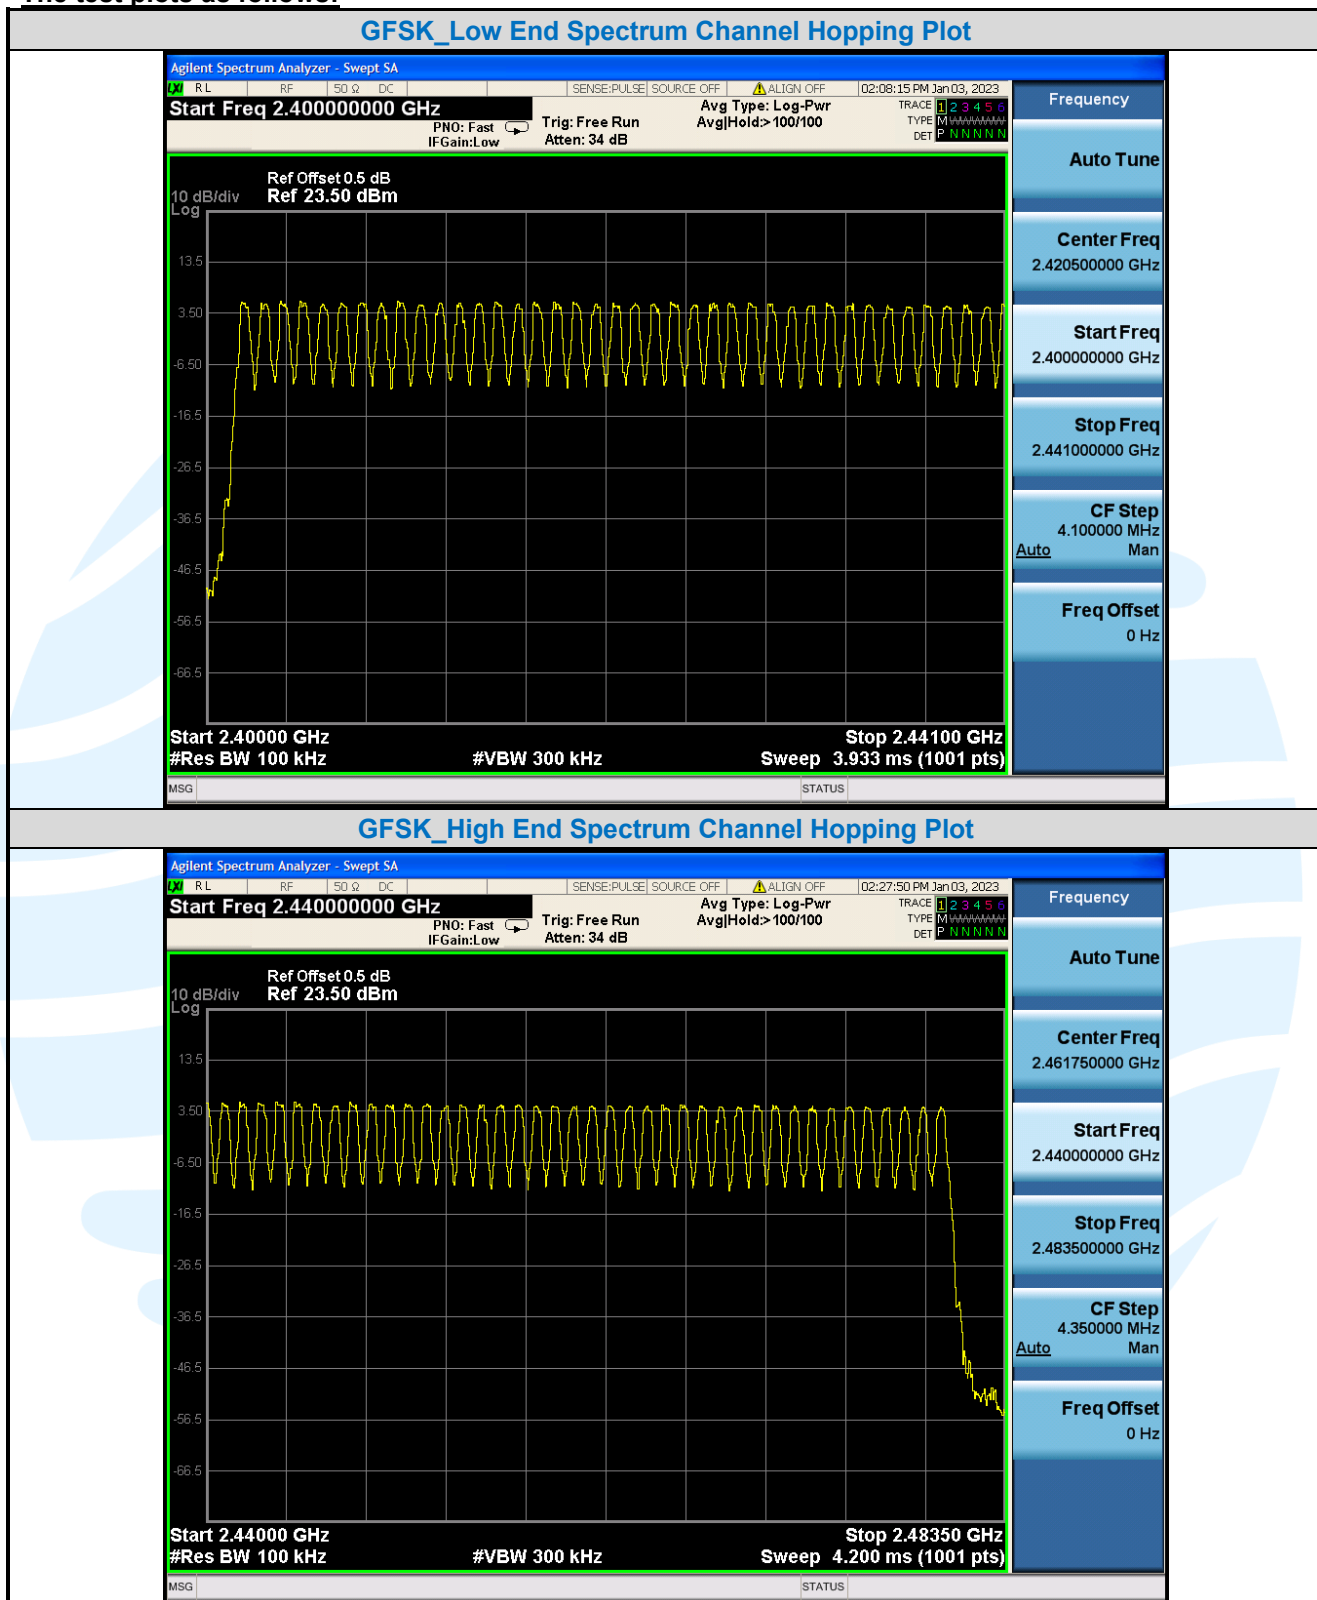 The test plots as follows:
GFSK_Low End Spectrum Channel Hopping Plot
Agilent Spectrum Analyzer - Swept SA
LXI RL RF 50 Ω DC SENSE:PULSE SOURCE OFF ALIGN OFF 02:08:15 PM Jan 03, 2023
Start Freq 2.400000000 GHz
PNO: Fast
IFGain:Low
Trig: Free Run
Atten: 34 dB
Avg Type: Log-Pwr
Avg|Hold:>100/100
TRACE 1 2 3 4 5 6
TYPE M WWWWW
DET P N N N N N
Frequency
Ref Offset 0.5 dB
10 dB/div Ref 23.50 dBm
Log
13.5
3.50
-6.50
-16.5
-26.5
-36.5
-46.5
-56.5
-66.5
Start 2.40000 GHz Stop 2.44100 GHz
#Res BW 100 kHz #VBW 300 kHz Sweep 3.933 ms (1001 pts)
MSG STATUS
Auto Tune
Center Freq
2.420500000 GHz
Start Freq
2.400000000 GHz
Stop Freq
2.441000000 GHz
CF Step
4.100000 MHz
Auto Man
Freq Offset
0 Hz
GFSK_High End Spectrum Channel Hopping Plot
Agilent Spectrum Analyzer - Swept SA
LXI RL RF 50 Ω DC SENSE:PULSE SOURCE OFF ALIGN OFF 02:27:50 PM Jan 03, 2023
Start Freq 2.440000000 GHz
PNO: Fast
IFGain:Low
Trig: Free Run
Atten: 34 dB
Avg Type: Log-Pwr
Avg|Hold:>100/100
TRACE 1 2 3 4 5 6
TYPE M WWWWW
DET P N N N N N
Frequency
Ref Offset 0.5 dB
10 dB/div Ref 23.50 dBm
Log
13.5
3.50
-6.50
-16.5
-26.5
-36.5
-46.5
-56.5
-66.5
Start 2.44000 GHz Stop 2.48350 GHz
#Res BW 100 kHz #VBW 300 kHz Sweep 4.200 ms (1001 pts)
MSG STATUS
Auto Tune
Center Freq
2.461750000 GHz
Start Freq
2.440000000 GHz
Stop Freq
2.483500000 GHz
CF Step
4.350000 MHz
Auto Man
Freq Offset
0 Hz